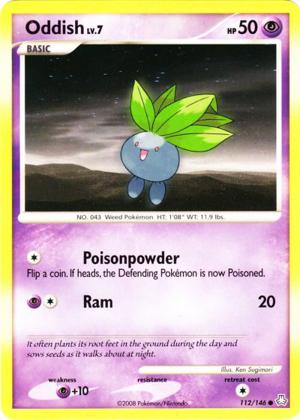 Oddish LV.7 HP 50
BASIC
NO. 043 Weed Pokémon HT: 1'08" WT: 11.9 lbs.
Poisonpowder
Flip a coin. If heads, the Defending Pokémon is now Poisoned.
Ram 20
It often plants its root feet in the ground during the day and
sows seeds as it walks about at night.
Illus. Ken Sugimori
weakness resistance retreat cost
+10
©2008 Pokémon/Nintendo 112/146